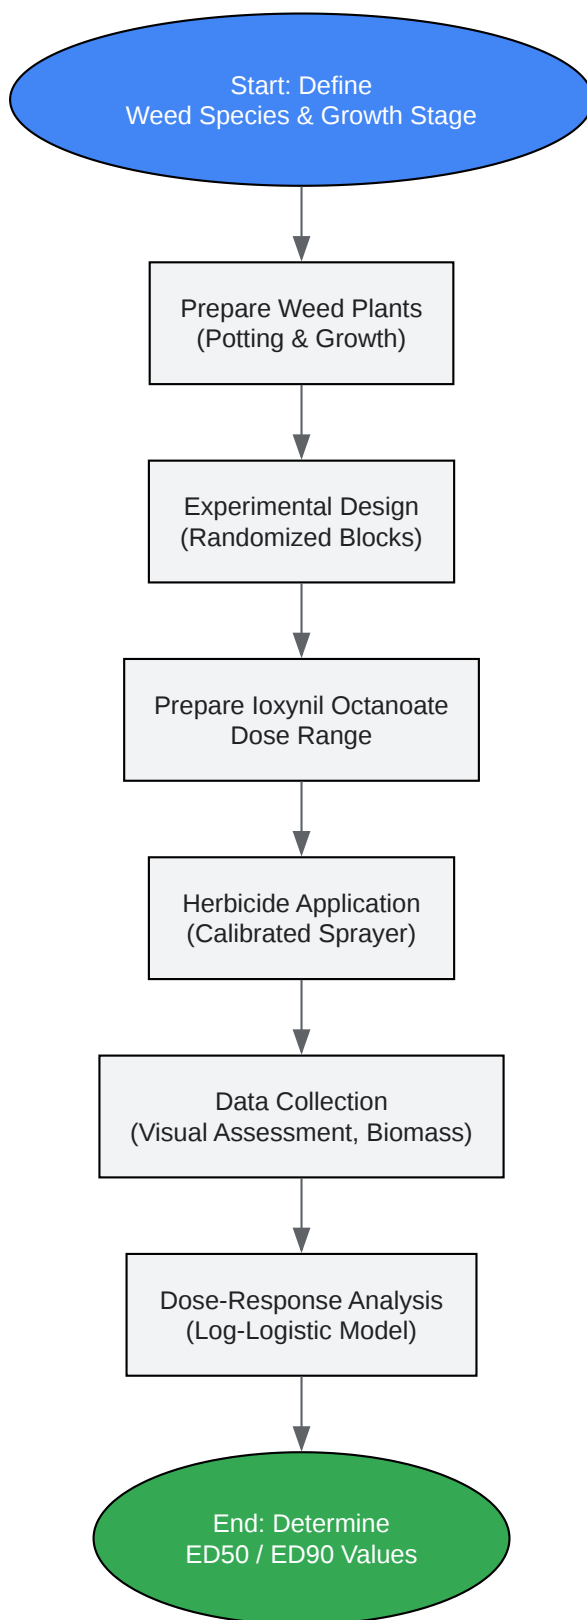 Start: Define
Weed Species & Growth Stage
Prepare Weed Plants
(Potting & Growth)
Experimental Design
(Randomized Blocks)
Prepare Ioxynil Octanoate
Dose Range
Herbicide Application
(Calibrated Sprayer)
Data Collection
(Visual Assessment, Biomass)
Dose-Response Analysis
(Log-Logistic Model)
End: Determine
ED50 / ED90 Values